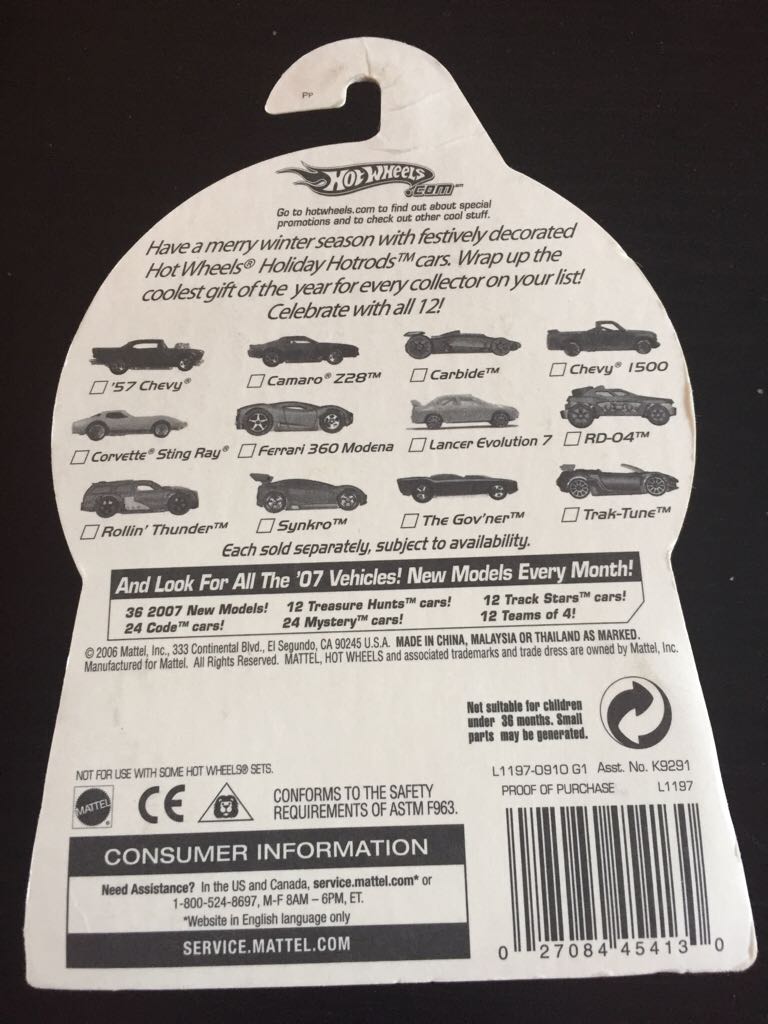 PP
HOT WHEELS
.COM™
Go to hotwheels.com to find out about special
promotions and to check out other cool stuff.
Have a merry winter season with festively decorated
Hot Wheels® Holiday Hotrods™ cars. Wrap up the
coolest gift of the year for every collector on your list!
Celebrate with all 12!
'57 Chevy® Camaro® Z28™ Carbide™ Chevy® 1500
Corvette® Sting Ray® Ferrari 360 Modena Lancer Evolution 7 RD-04™
Rollin' Thunder™ Synkro™ The Gov'ner™ Trak-Tune™
Each sold separately, subject to availability.
And Look For All The '07 Vehicles! New Models Every Month!
36 2007 New Models! 12 Treasure Hunts™ cars! 12 Track Stars™ cars!
24 Code™ cars! 24 Mystery™ cars! 12 Teams of 4!
© 2006 Mattel, Inc., 333 Continental Blvd., El Segundo, CA 90245 U.S.A. MADE IN CHINA, MALAYSIA OR THAILAND AS MARKED.
Manufactured for Mattel. All Rights Reserved. MATTEL, HOT WHEELS and associated trademarks and trade dress are owned by Mattel, Inc.
Not suitable for children
under 36 months. Small
parts may be generated.
NOT FOR USE WITH SOME HOT WHEELS® SETS.
L1197-0910 G1 Asst. No. K9291
PROOF OF PURCHASE L1197
MATTEL®
CE
CONFORMS TO THE SAFETY
REQUIREMENTS OF ASTM F963.
CONSUMER INFORMATION
Need Assistance? In the US and Canada, service.mattel.com* or
1-800-524-8697, M-F 8AM – 6PM, ET.
*Website in English language only
SERVICE.MATTEL.COM
0 27084 45413 0